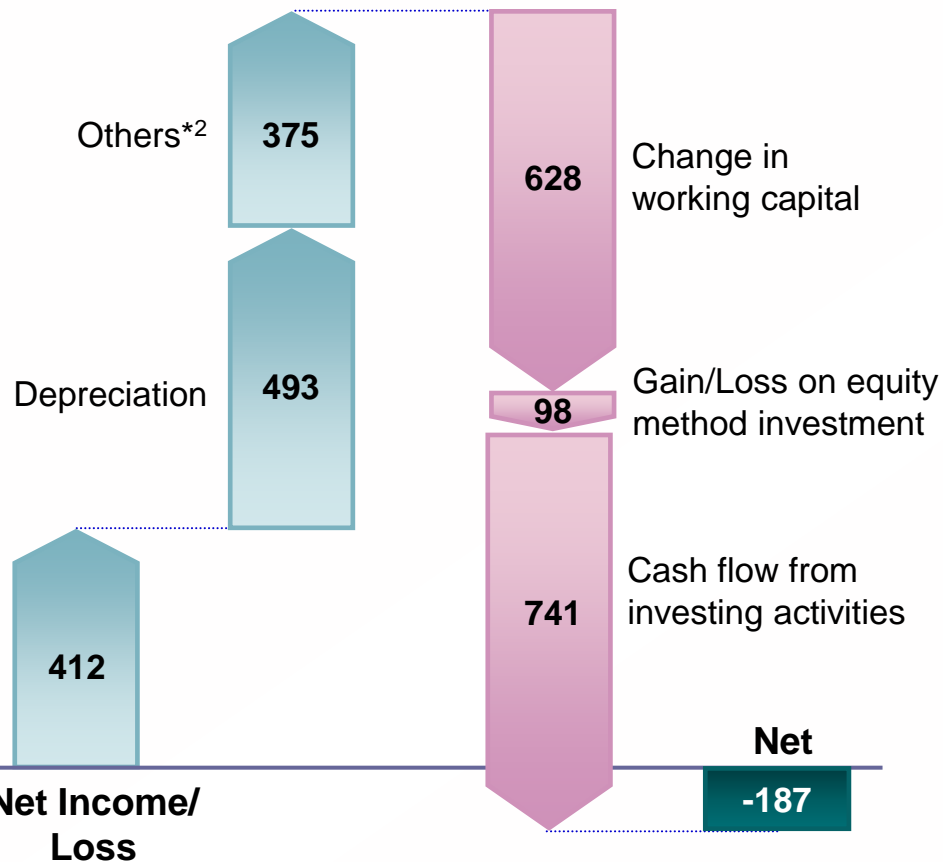 Others*2
375
628
Change in
working capital
Depreciation
493
Gain/Loss on equity
method investment
98
Cash flow from
investing activities
741
412
Net
-187
Net Income/
Loss